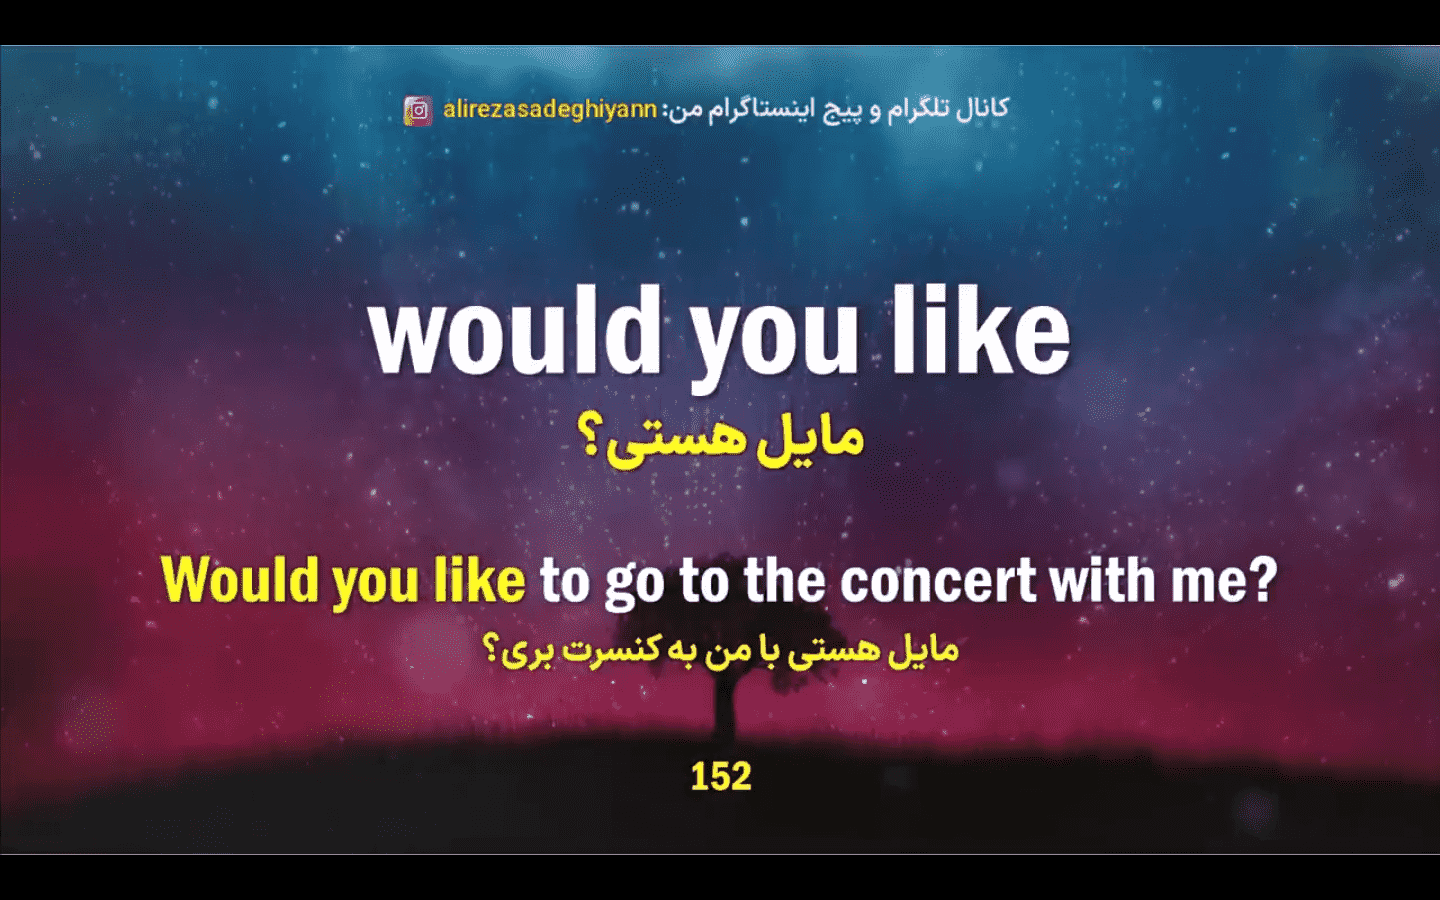 کانال تلگرام و پیج اینستاگرام من: alirezasadeghiyann
would you like
مایل هستی؟
Would you like to go to the concert with me?
مایل هستی با من به کنسرت بری؟
152